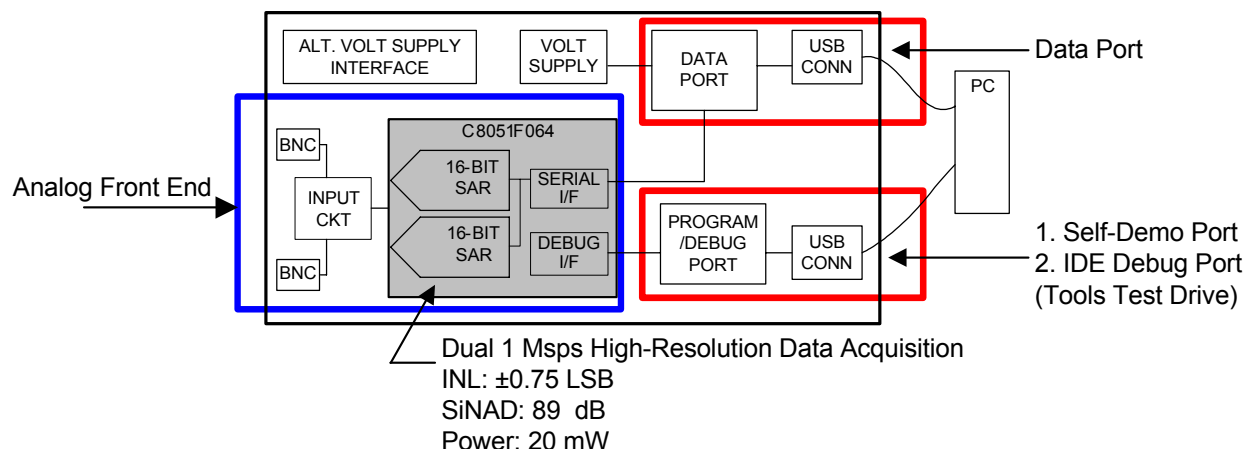 ALT. VOLT SUPPLY
INTERFACE
VOLT
SUPPLY
DATA
PORT
USB
CONN
Data Port
PC
C8051F064
BNC
16-BIT
SAR
SERIAL
I/F
Analog Front End
INPUT
CKT
16-BIT
SAR
DEBUG
I/F
BNC
PROGRAM
/DEBUG
PORT
USB
CONN
1. Self-Demo Port
2. IDE Debug Port
(Tools Test Drive)
Dual 1 Msps High-Resolution Data Acquisition
INL: ±0.75 LSB
SiNAD: 89 dB
Power: 20 mW